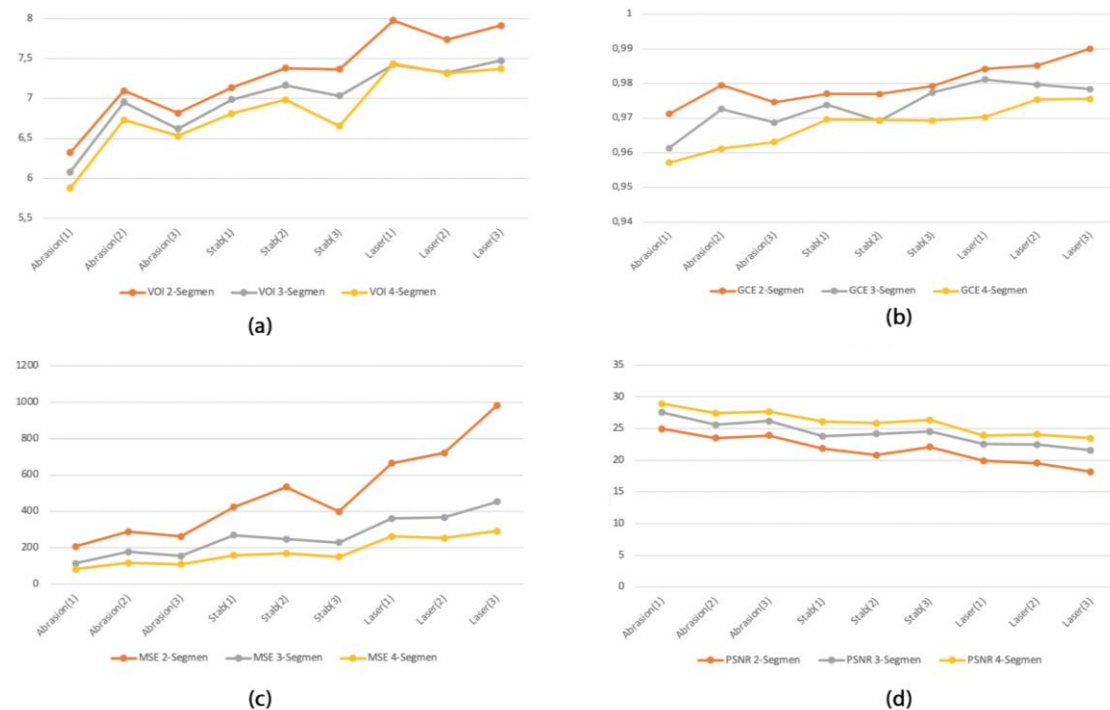 8
7,5
7
6,5
6
5,5
Abrasion(1) Abrasion(2) Abrasion(3) Stab(1) Stab(2) Stab(3) Laser(1) Laser(2) Laser(3)
VOI 2-Segmen VOI 3-Segmen VOI 4-Segmen
(a)
1
0,99
0,98
0,97
0,96
0,95
0,94
Abrasion(1) Abrasion(2) Abrasion(3) Stab(1) Stab(2) Stab(3) Laser(1) Laser(2) Laser(3)
GCE 2-Segmen GCE 3-Segmen GCE 4-Segmen
(b)
1200
1000
800
600
400
200
0
Abrasion(1) Abrasion(2) Abrasion(3) Stab(1) Stab(2) Stab(3) Laser(1) Laser(2) Laser(3)
MSE 2-Segmen MSE 3-Segmen MSE 4-Segmen
(c)
35
30
25
20
15
10
5
0
Abrasion(1) Abrasion(2) Abrasion(3) Stab(1) Stab(2) Stab(3) Laser(1) Laser(2) Laser(3)
PSNR 2-Segmen PSNR 3-Segmen PSNR 4-Segmen
(d)